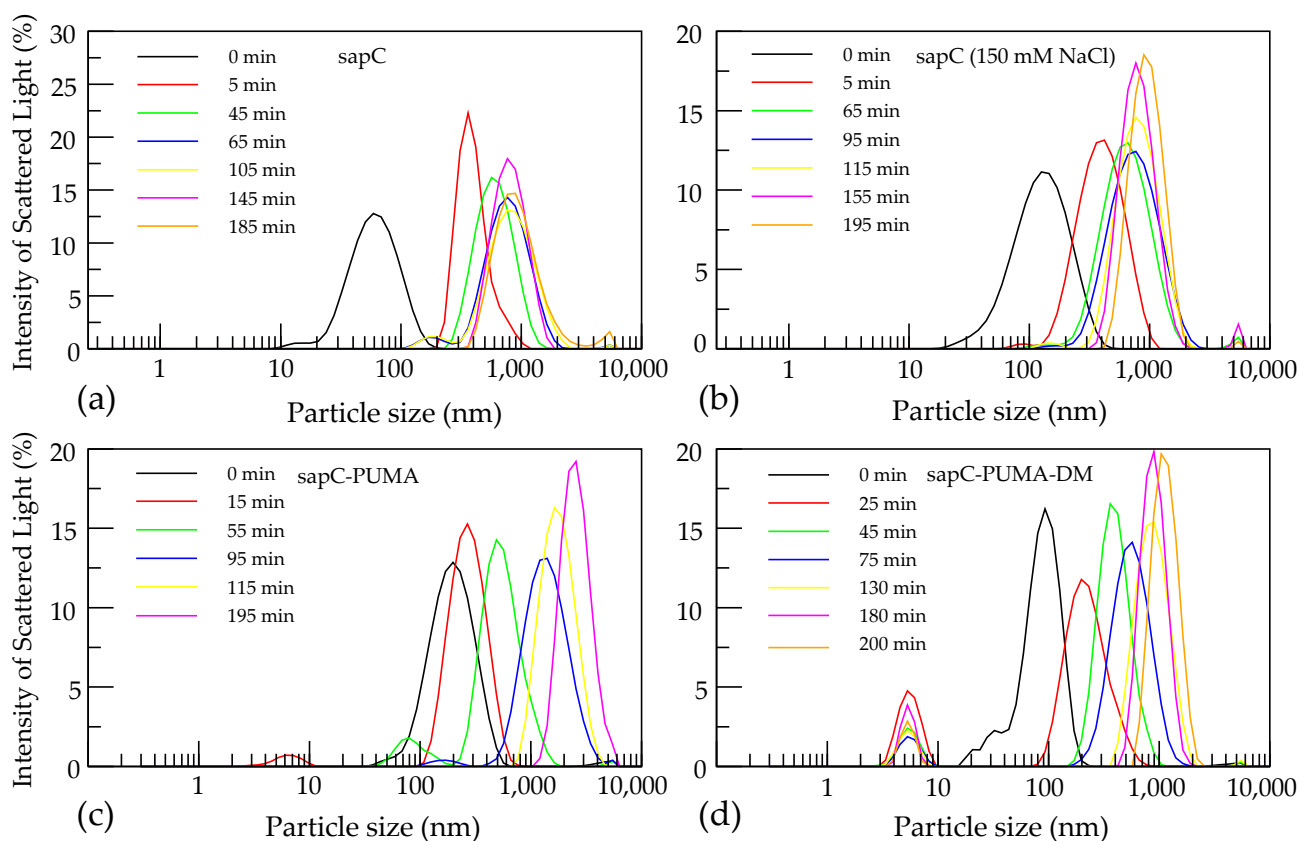 Intensity of Scattered Light (%)
30
25
20
15
10
5
0
0 min
5 min
45 min
65 min
105 min
145 min
185 min
sapC
1
10
100
1,000
10,000
(a)
Particle size (nm)
20
15
10
5
0
0 min
5 min
65 min
95 min
115 min
155 min
195 min
sapC (150 mM NaCl)
1
10
100
1,000
10,000
(b)
Particle size (nm)
Intensity of Scattered Light (%)
20
15
10
5
0
0 min
15 min
55 min
95 min
115 min
195 min
sapC-PUMA
1
10
100
1,000
10,000
(c)
Particle size (nm)
20
15
10
5
0
0 min
25 min
45 min
75 min
130 min
180 min
200 min
sapC-PUMA-DM
1
10
100
1,000
10,000
(d)
Particle size (nm)